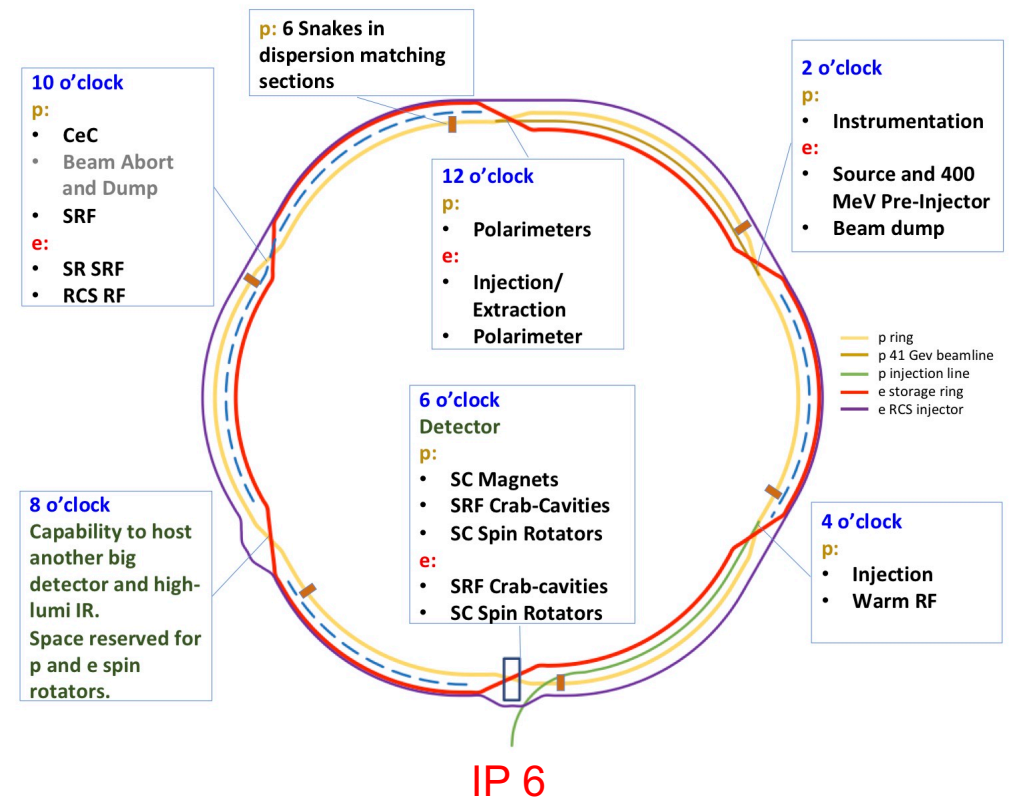 p: 6 Snakes in
dispersion matching
sections
10 o’clock
p:
• CeC
• Beam Abort
and Dump
• SRF
e:
• SR SRF
• RCS RF
2 o’clock
p:
• Instrumentation
e:
• Source and 400
MeV Pre-Injector
• Beam dump
12 o’clock
p:
• Polarimeters
e:
• Injection/
Extraction
• Polarimeter
p ring
p 41 Gev beamline
p injection line
e storage ring
e RCS injector
6 o’clock
Detector
p:
• SC Magnets
• SRF Crab-Cavities
• SC Spin Rotators
e:
• SRF Crab-cavities
• SC Spin Rotators
8 o’clock
Capability to host
another big
detector and high-
lumi IR.
Space reserved for
p and e spin
rotators.
4 o’clock
p:
• Injection
• Warm RF
IP 6